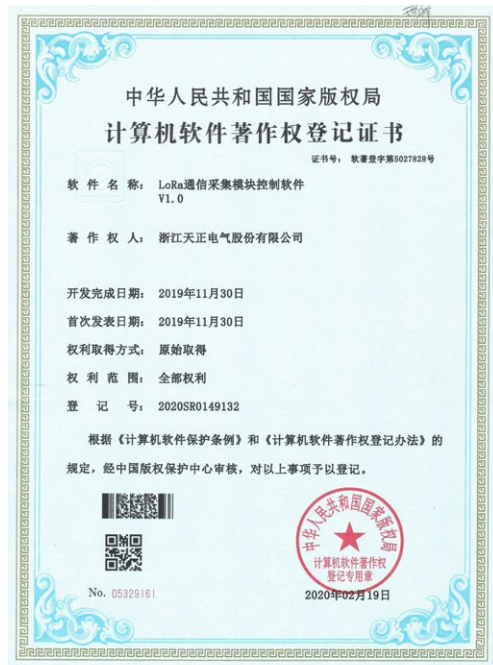 中华人民共和国国家版权局
计算机软件著作权登记证书
证书号： 软著登字第5027828号
软件名称： LoRa通信采集模块控制软件
V1.0
著作权人： 浙江天正电气股份有限公司
开发完成日期： 2019年11月30日
首次发表日期： 2019年11月30日
权利取得方式： 原始取得
权利范围： 全部权利
登记号： 2020SR0149132
根据《计算机软件保护条例》和《计算机软件著作权登记办法》的
规定，经中国版权保护中心审核，对以上事项予以登记。
中华人民共和国国家版权局
计算机软件著作权
登记专用章
No. 05329161
2020年02月19日